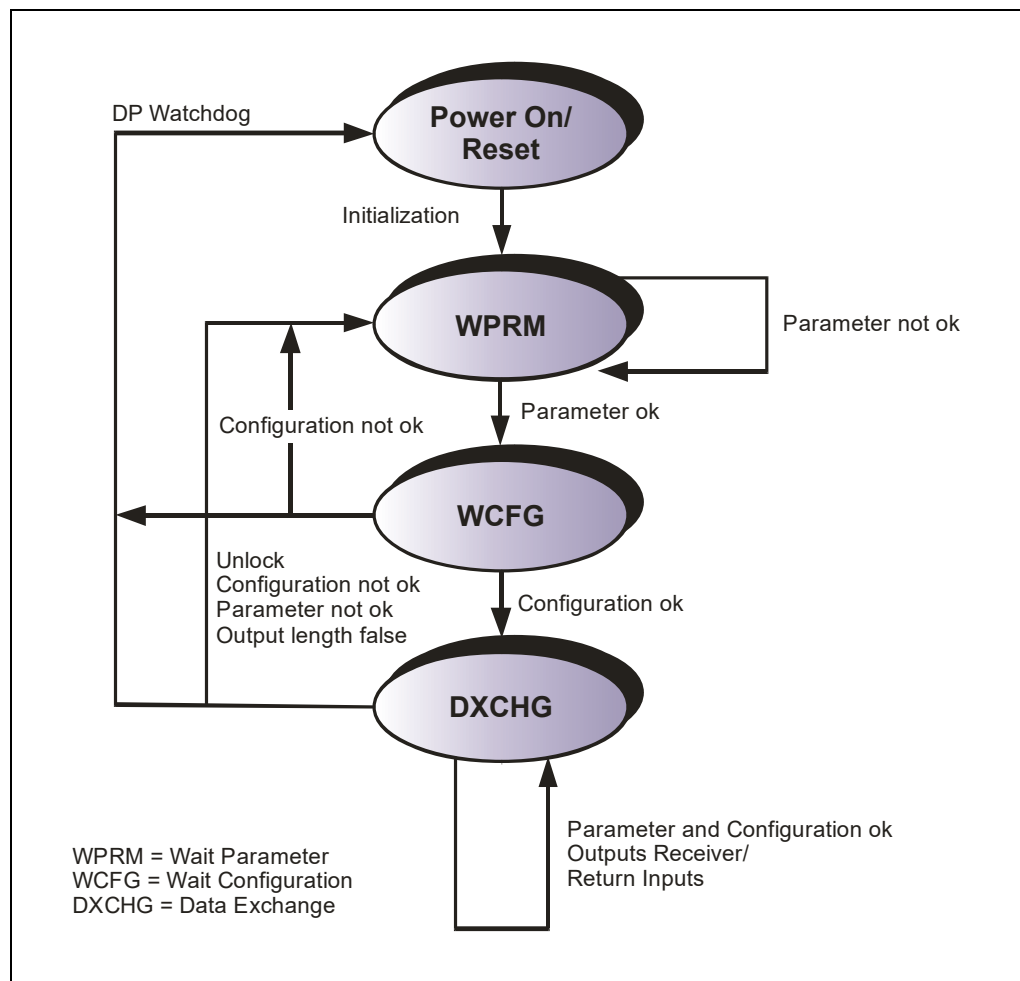 DP Watchdog
Power On/
Reset
Initialization
WPRM
Parameter not ok
Parameter ok
Configuration not ok
WCFG
Unlock
Configuration not ok
Parameter not ok
Output length false
Configuration ok
DXCHG
Parameter and Configuration ok
Outputs Receiver/
Return Inputs
WPRM = Wait Parameter
WCFG = Wait Configuration
DXCHG = Data Exchange